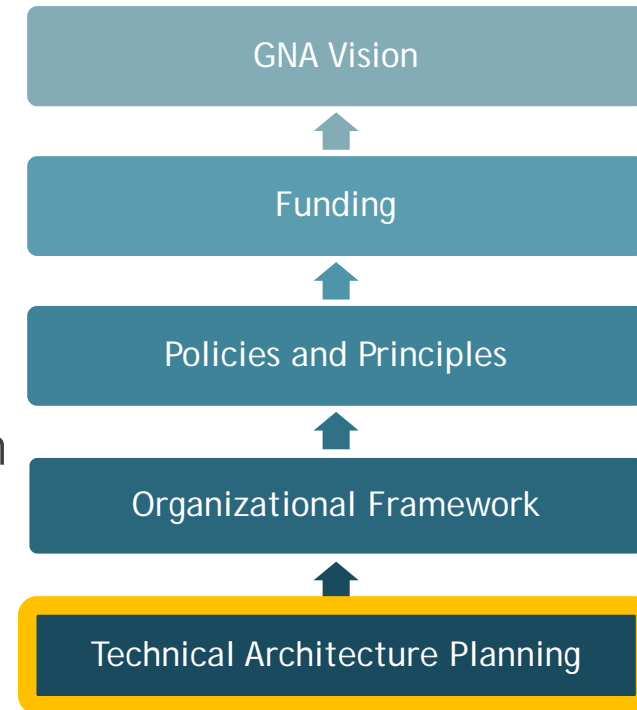 GNA Vision
Funding
Policies and Principles
Organizational Framework
Technical Architecture Planning